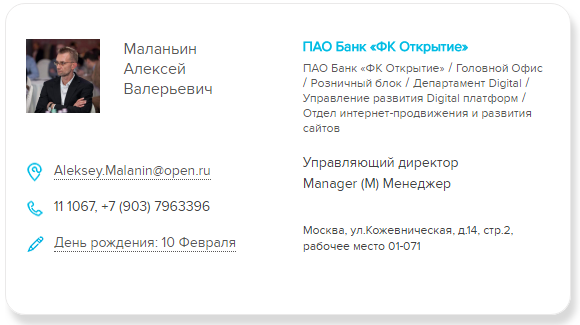 Маланьин
Алексей
Валерьевич
Aleksey.Malanin@open.ru
11 1067, +7 (903) 7963396
День рождения: 10 Февраля
ПАО Банк «ФК Открытие»
ПАО Банк «ФК Открытие» / Головной Офис
/ Розничный блок / Департамент Digital /
Управление развития Digital платформ /
Отдел интернет-продвижения и развития
сайтов
Управляющий директор
Manager (M) Менеджер
Москва, ул.Кожевническая, д.14, стр.2,
рабочее место 01-071